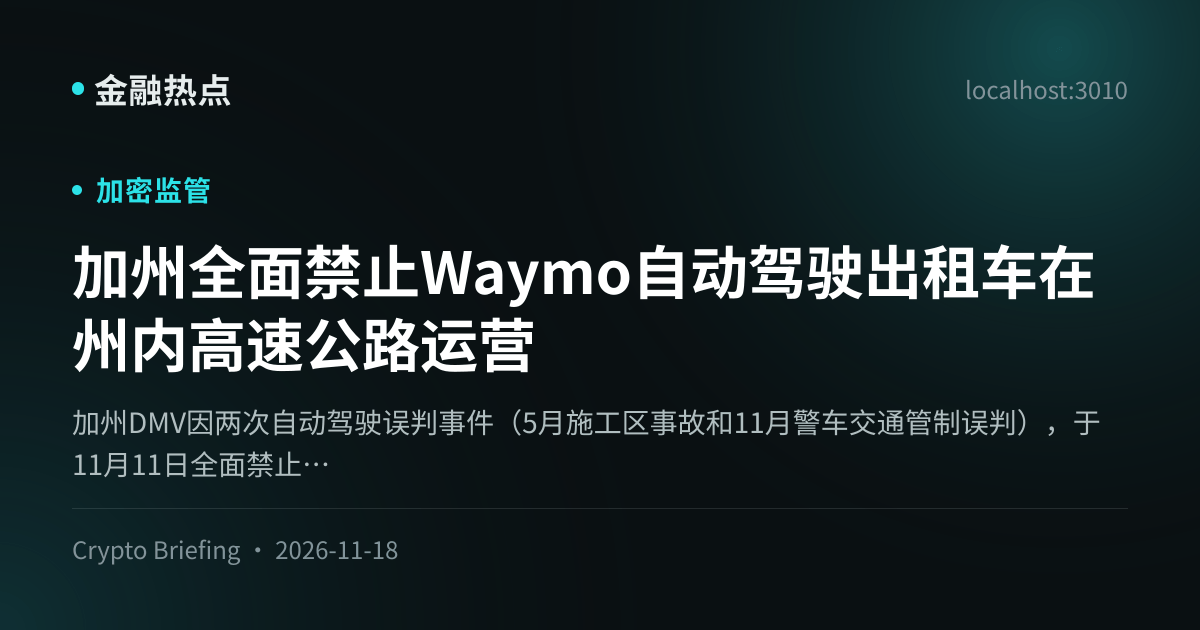 金融热点
localhost:3010
加密监管
加州全面禁止Waymo自动驾驶出租车在
州内高速公路运营
加州DMV因两次自动驾驶误判事件（5月施工区事故和11月警车交通管制误判），于
11月11日全面禁止…
Crypto Briefing · 2026-11-18